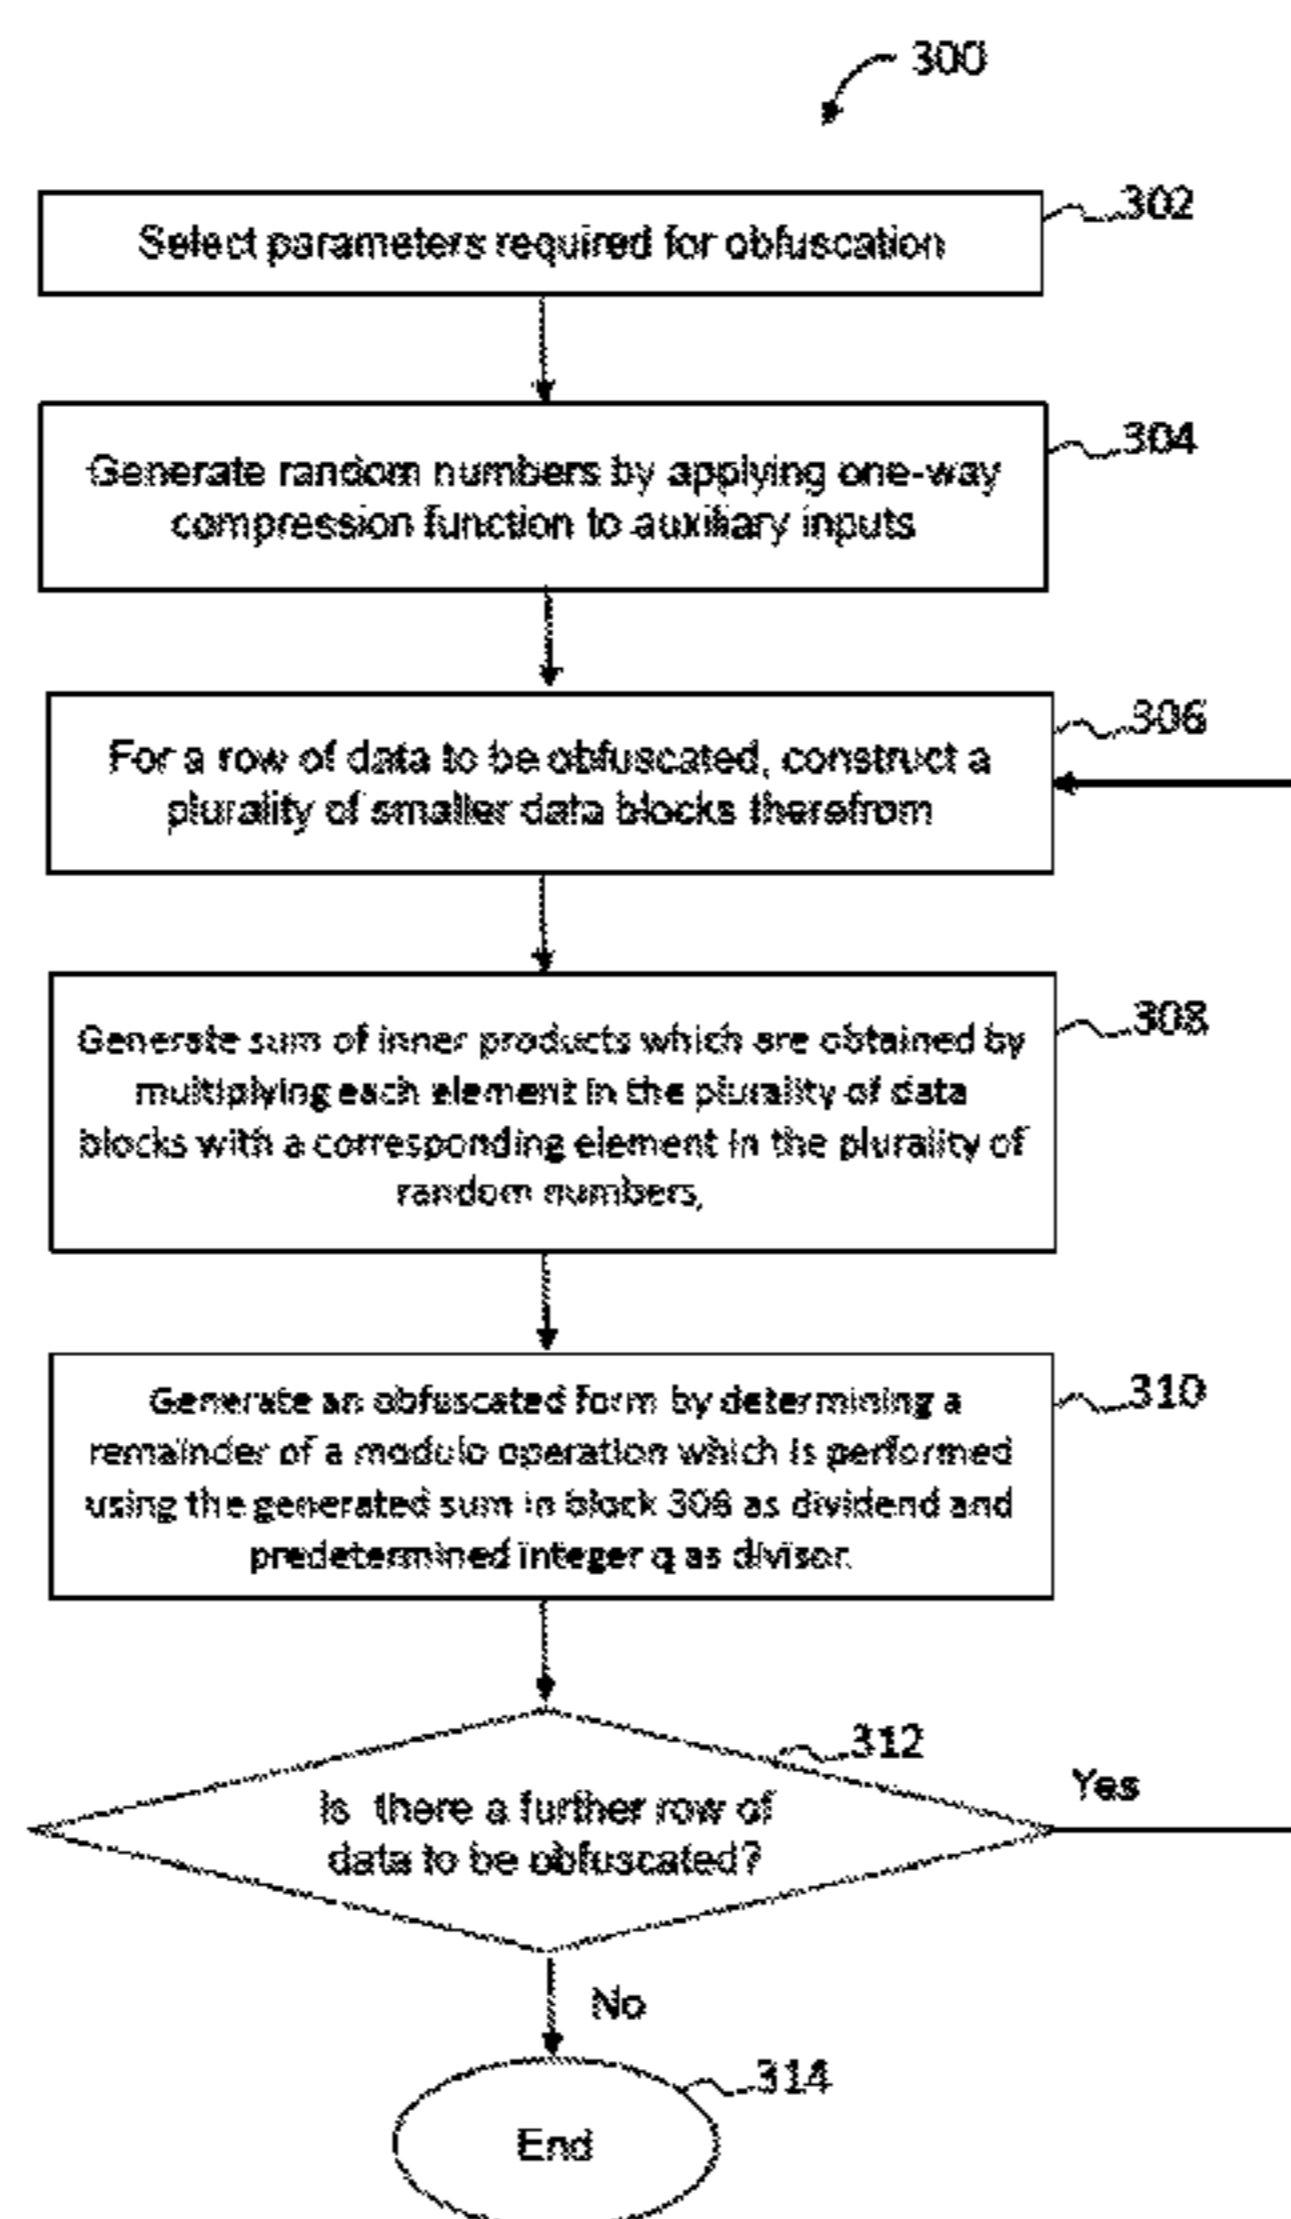 300
302
Select parameters required for obfuscation
304
Generate random numbers by applying one-way
compression function to auxiliary inputs
306
For a row of data to be obfuscated, construct a
plurality of smaller data blocks therefrom
308
Generate sum of inner products which are obtained by
multiplying each element in the plurality of data
blocks with a corresponding element in the plurality of
random numbers,
310
Generate an obfuscated form by determining a
remainder of a modulo operation which is performed
using the generated sum in block 308 as dividend and
predetermined integer q as divisor.
312
Is there a further row of
data to be obfuscated?
Yes
No
314
End